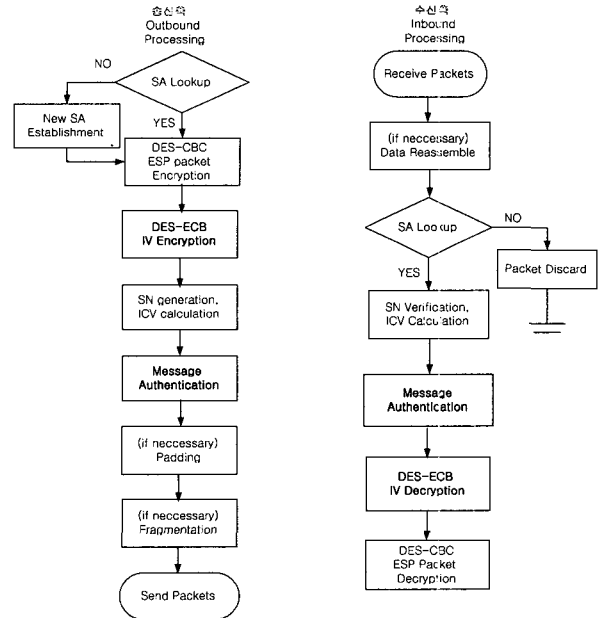 송신측
Outbound
Processing
NO
SA Lookup
New SA
Establishment
YES
DES-CBC
ESP packet
Encryption
DES-ECB
IV Encryption
SN generation,
ICV calculation
Message
Authentication
(if neccessary)
Padding
(if neccessary)
Fragmentation
Send Packets
수신측
Inbound
Processing
Receive Packets
(if neccessary)
Data Reassemble
SA Lookup
NO
Packet Discard
YES
SN Verification,
ICV Calculation
Message
Authentication
DES-ECB
IV Decryption
DES-CBC
ESP Packet
Decryption